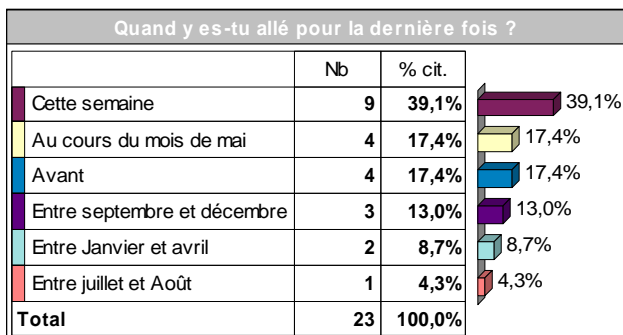 Quand y es-tu allé pour la dernière fois ?
Nb % cit.
Cette semaine 9 39,1% 39,1%
Au cours du mois de mai 4 17,4% 17,4%
Avant 4 17,4% 17,4%
Entre septembre et décembre 3 13,0% 13,0%
Entre Janvier et avril 2 8,7% 8,7%
Entre juillet et Août 1 4,3% 4,3%
Total 23 100,0%